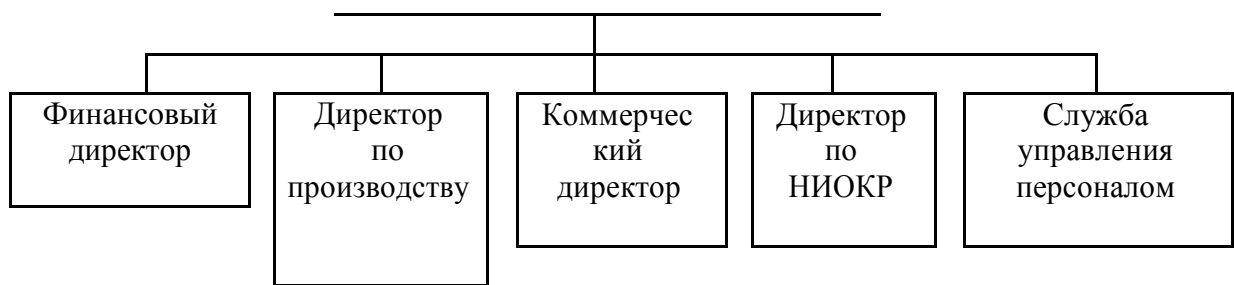 Финансовый
директор
Директор
по
производству
Коммерчес
кий
директор
Директор
по
НИОКР
Служба
управления
персоналом